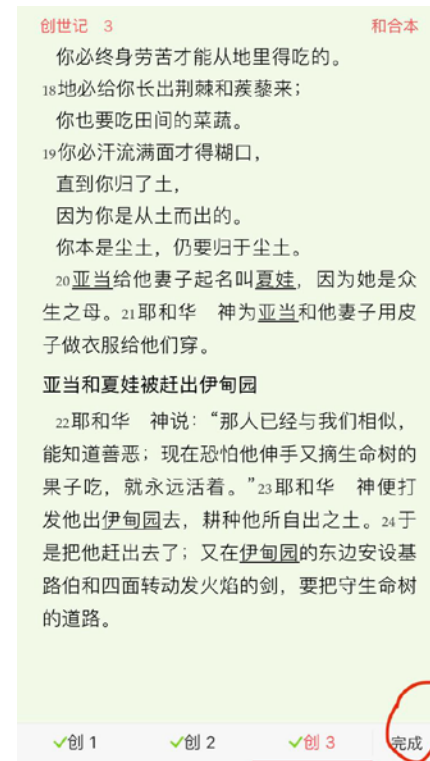 创世记 3 和合本
你必终身劳苦才能从地里得吃的。
18地必给你长出荆棘和蒺藜来；
你也要吃田间的菜蔬。
19你必汗流满面才得糊口，
直到你归了土，
因为你是从土而出的。
你本是尘土，仍要归于尘土。
20亚当给他妻子起名叫夏娃，因为她是众
生之母。21耶和华　神为亚当和他妻子用皮
子做衣服给他们穿。
亚当和夏娃被赶出伊甸园
22耶和华　神说：“那人已经与我们相似，
能知道善恶；现在恐怕他伸手又摘生命树的
果子吃，就永远活着。”23耶和华　神便打
发他出伊甸园去，耕种他所自出之土。24于
是把他赶出去了；又在伊甸园的东边安设基
路伯和四面转动发火焰的剑，要把守生命树
的道路。
✓创 1 ✓创 2 ✓创 3 完成